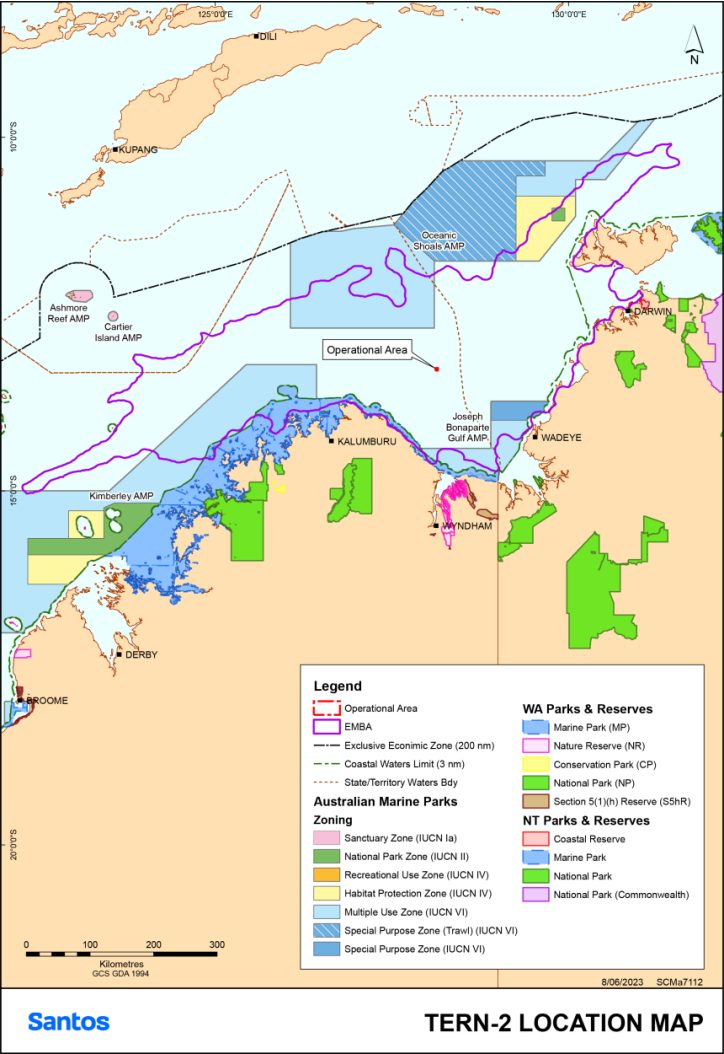 125°0'0"E
130°0'0"E
DILI
N
10°0'0"S
KUPANG
Oceanic
Shoals AMP
Ashmore
Reef AMP
Cartier
Island AMP
DARWIN
Operational Area
Joseph
Bonaparte
Gulf AMP
KALUMBURU
WADEYE
15°0'0"S
Kimberley AMP
WYNDHAM
DERBY
BROOME
20°0'0"S
Legend
Operational Area
EMBA
Exclusive Econimic Zone (200 nm)
Coastal Waters Limit (3 nm)
State/Territory Waters Bdy
Australian Marine Parks
Zoning
Sanctuary Zone (IUCN Ia)
National Park Zone (IUCN II)
Recreational Use Zone (IUCN IV)
Habitat Protection Zone (IUCN IV)
Multiple Use Zone (IUCN VI)
Special Purpose Zone (Trawl) (IUCN VI)
Special Purpose Zone (IUCN VI)
WA Parks & Reserves
Marine Park (MP)
Nature Reserve (NR)
Conservation Park (CP)
National Park (NP)
Section 5(1)(h) Reserve (S5hR)
NT Parks & Reserves
Coastal Reserve
Marine Park
National Park
National Park (Commonwealth)
0 100 200 300
Kilometres
GCS GDA 1994
8/06/2023 SCMa7112
Santos
TERN-2 LOCATION MAP